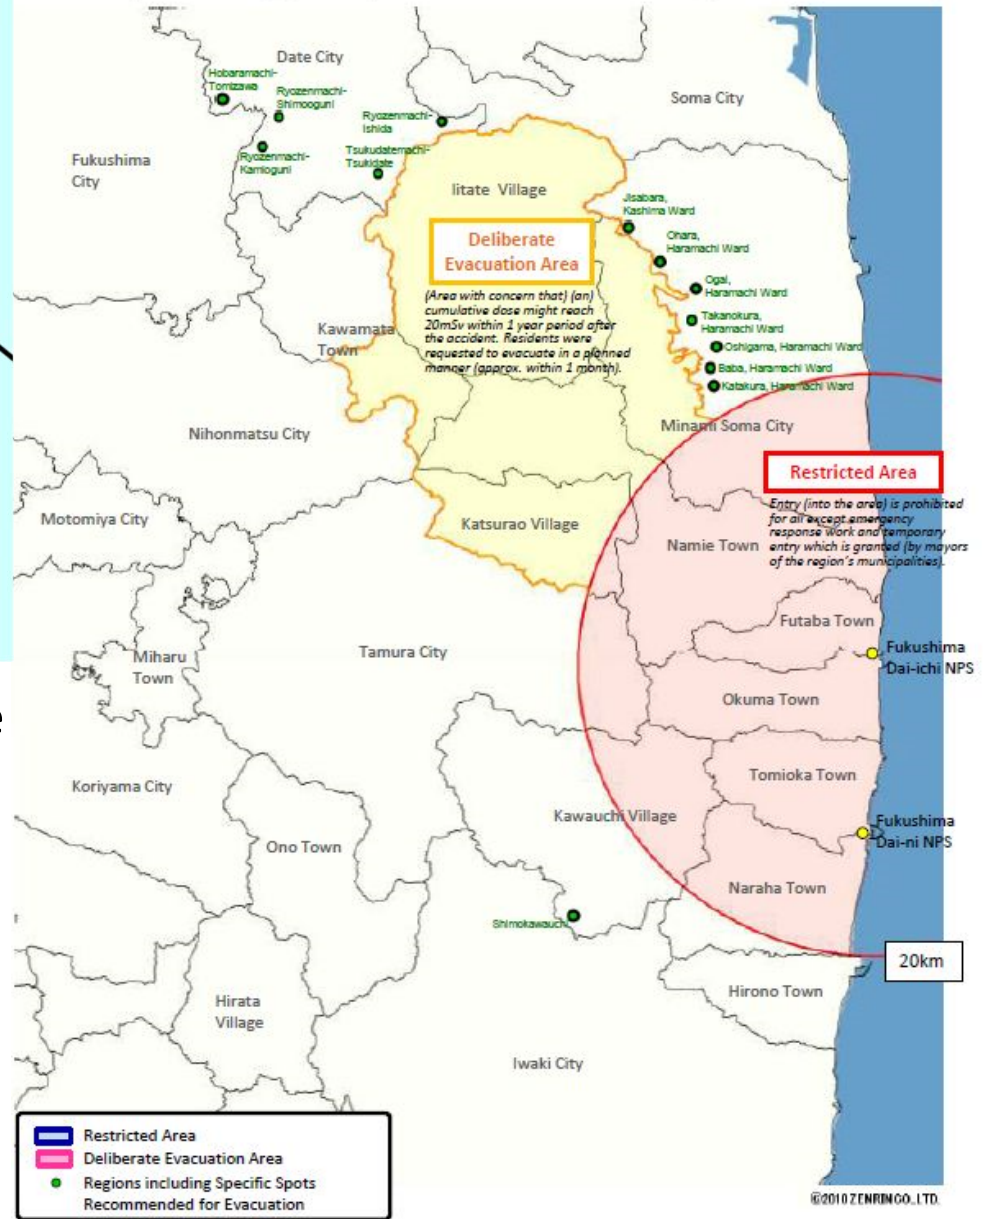 Date City
Hobaramachi-
Tomizawa
Ryozenmachi-
Shimooguni
Ryozenmachi-
Ishida
Soma City
Fukushima
City
Ryozenmachi-
Kamioguni
Tsukudatemachi-
Tsukidate
Iitate Village
Jisabara,
Kashima Ward
Deliberate
Evacuation Area
Ohara,
Haramachi Ward
(Area with concern that) (an)
cumulative dose might reach
20mSv within 1 year period after
the accident. Residents were
requested to evacuate in a planned
manner (approx. within 1 month).
Ogai,
Haramachi Ward
Takanokura,
Haramachi Ward
Kawamata
Town
Oshigama, Haramachi Ward
Baba, Haramachi Ward
Katakura, Haramachi Ward
Nihonmatsu City
Minami Soma City
Restricted Area
Entry (into the area) is prohibited
for all except emergency
response work and temporary
entry which is granted (by mayors
of the region's municipalities).
Motomiya City
Katsurao Village
Namie Town
Futaba Town
Fukushima
Dai-ichi NPS
Miharu
Town
Tamura City
e
Okuma Town
Koriyama City
Tomioka Town
Kawauchi Village
Fukushima
Dai-ni NPS
Ono Town
Naraha Town
Shimokawauchi
20km
Hirono Town
Hirata
Village
Iwaki City
Restricted Area
Deliberate Evacuation Area
Regions including Specific Spots
Recommended for Evacuation
©2010ZENRINCO.,LTD.